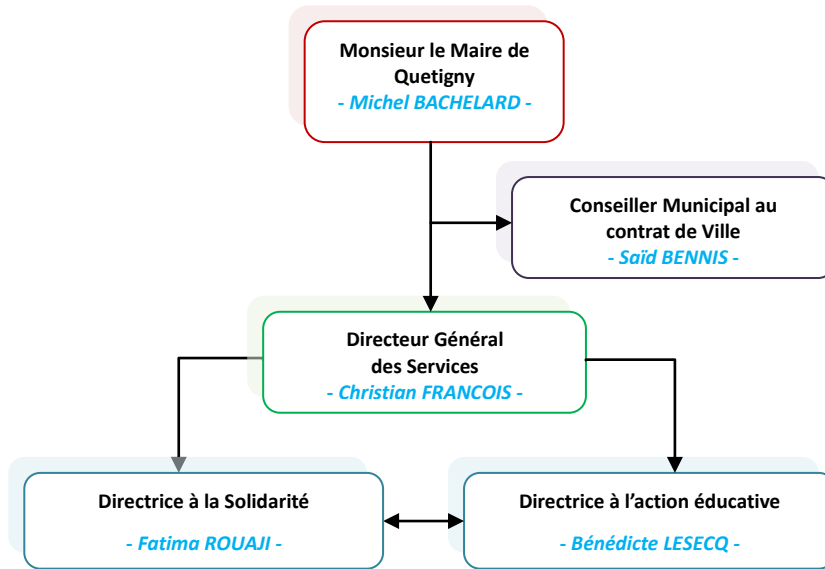 Monsieur le Maire de
Quetigny
- Michel BACHELARD -
Conseiller Municipal au
contrat de Ville
- Saïd BENNIS -
Directeur Général
des Services
- Christian FRANCOIS -
Directrice à la Solidarité
- Fatima ROUAJI -
Directrice à l’action éducative
- Bénédicte LESECQ -